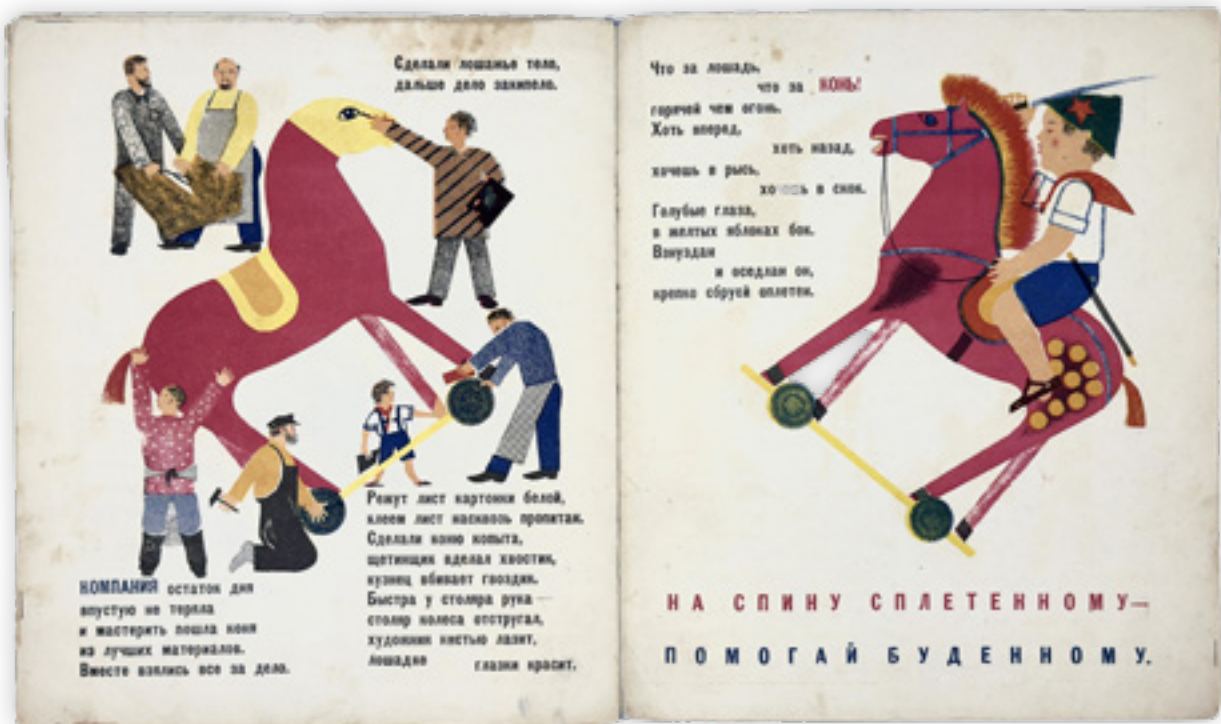 Сделали лошажье тело,
дальше дело закипело.
КОМПАНИЯ остаток дня
впустую не теряла
и мастерить пошла коня
из лучших материалов.
Вместе взялись все за дело.
Режут лист картонки белой,
клеем лист насквозь пропитан.
Сделали коню копыта,
щетинщик вделал хвостик,
кузнец вбивает гвоздик.
Быстра у столяра рука —
столяр колеса отстругал,
художник кистью лазит,
лошадке глазки красит.
Что за лошадь,
что за КОНЬ!
горячей чем огонь.
Хоть вперед,
хоть назад,
хочешь в рысь,
хочешь в скок.
Голубые глаза,
в желтых яблоках бок.
Взнуздан
и оседлан он,
крепко сбруей оплетен.
НА СПИНУ СПЛЕТЕННОМУ—
ПОМОГАЙ БУДЕННОМУ.